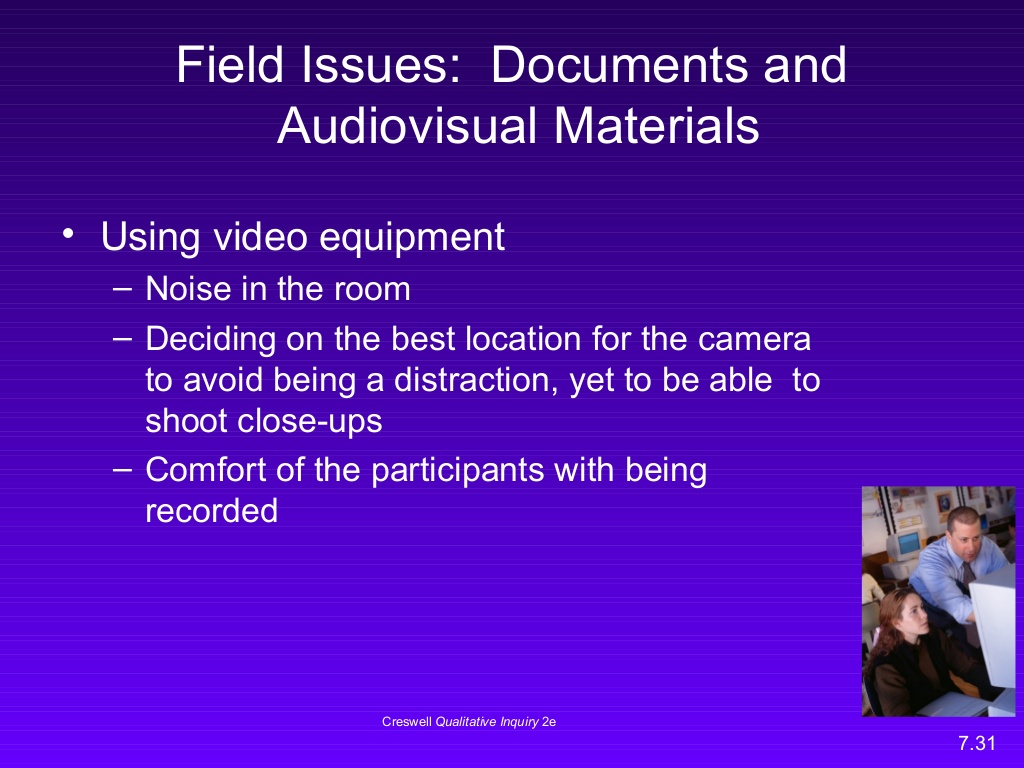 Field Issues:  Documents and
Audiovisual Materials
• Using video equipment
– Noise in the room
– Deciding on the best location for the camera
to avoid being a distraction, yet to be able  to
shoot close-ups
– Comfort of the participants with being
recorded
Creswell Qualitative Inquiry 2e
7.31